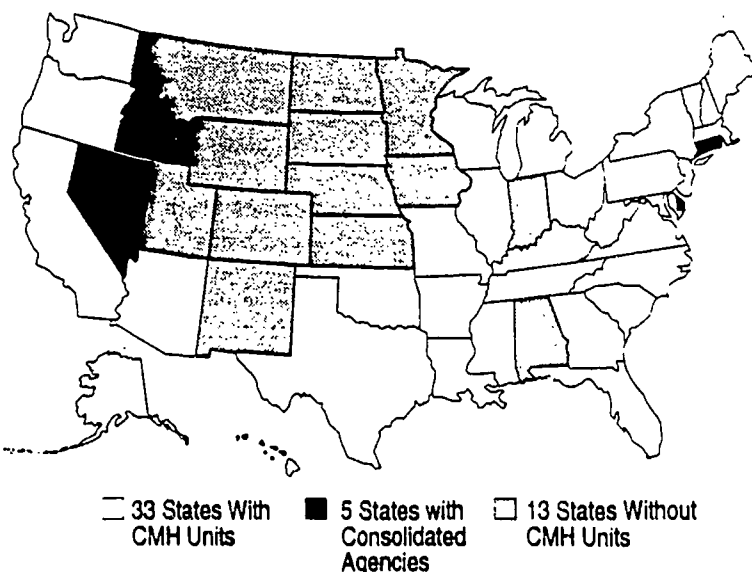 33 States With
CMH Units
5 States with
Consolidated
Agencies
13 States Without
CMH Units